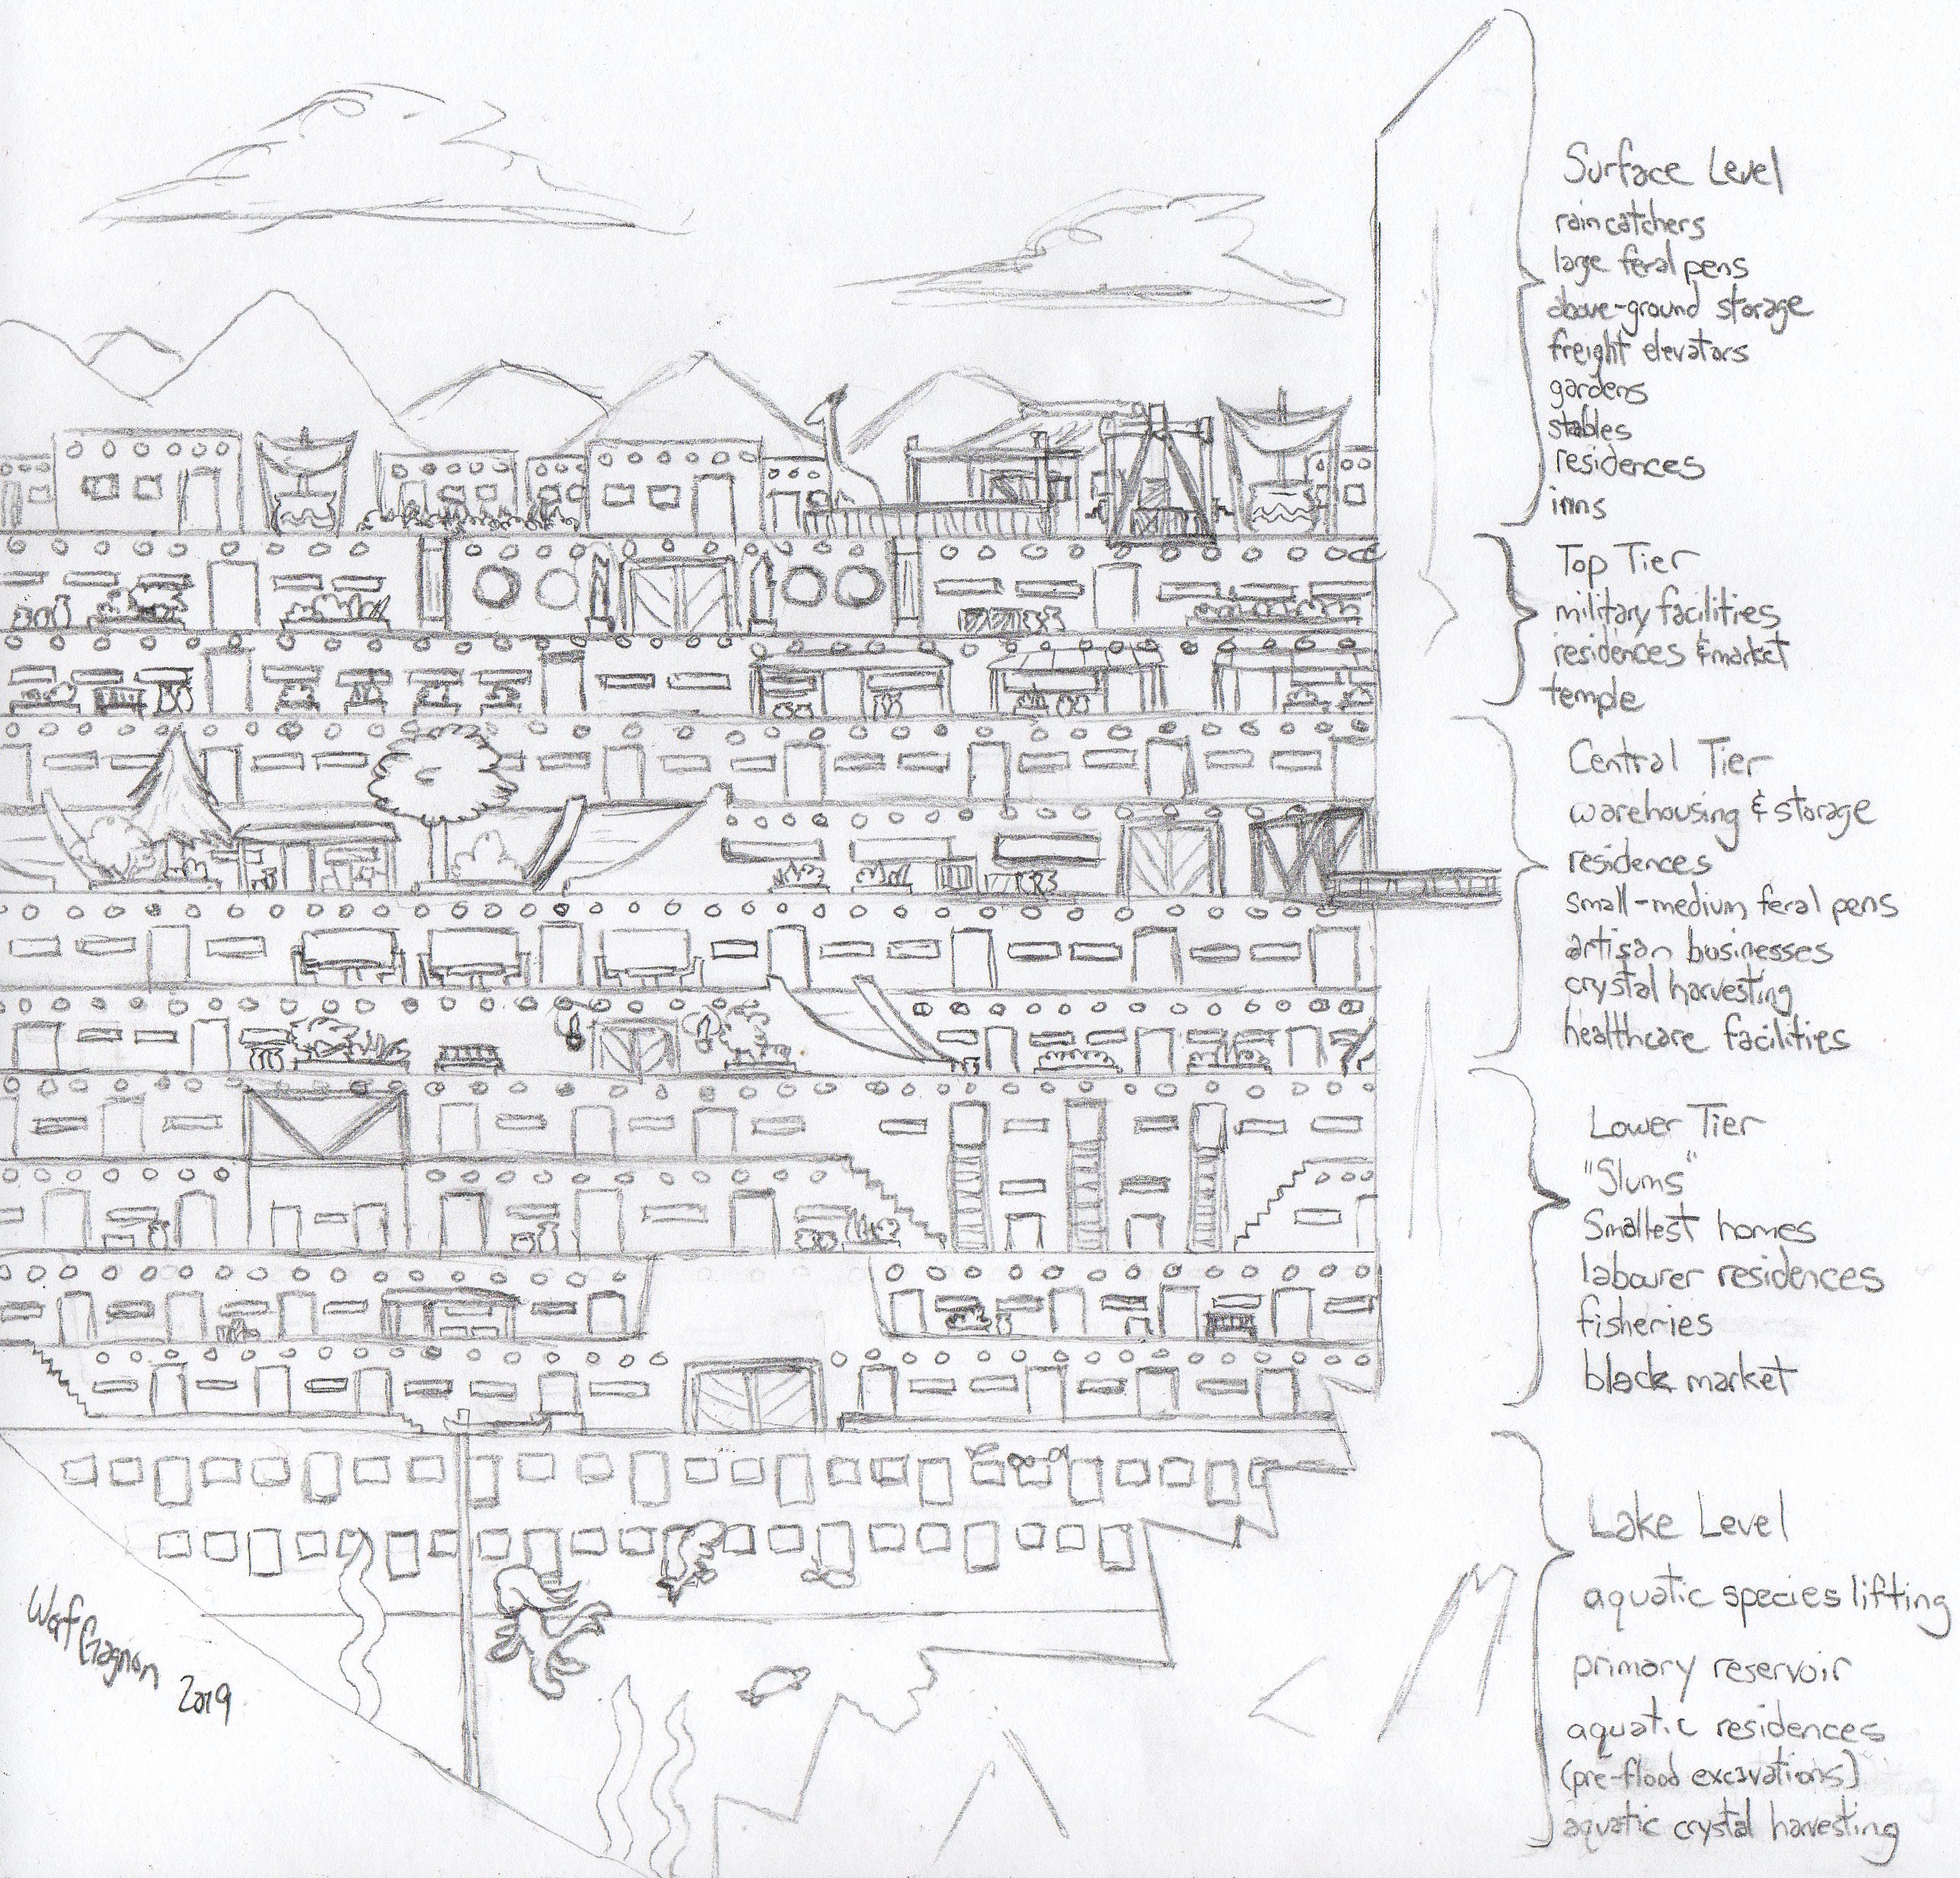 Surface Level
raincatchers
large feral pens
above-ground storage
freight elevators
gardens
stables
residences
inns
Top Tier
military facilities
residences & market
temple
Central Tier
warehousing & storage
residences
small-medium feral pens
artisan businesses
crystal harvesting
healthcare facilities
Lower Tier
"Slums"
Smallest homes
labourer residences
fisheries
black market
Lake Level
aquatic species lifting
primary reservoir
aquatic residences
(pre-flood excavations)
aquatic crystal harvesting
Gagnon
2019